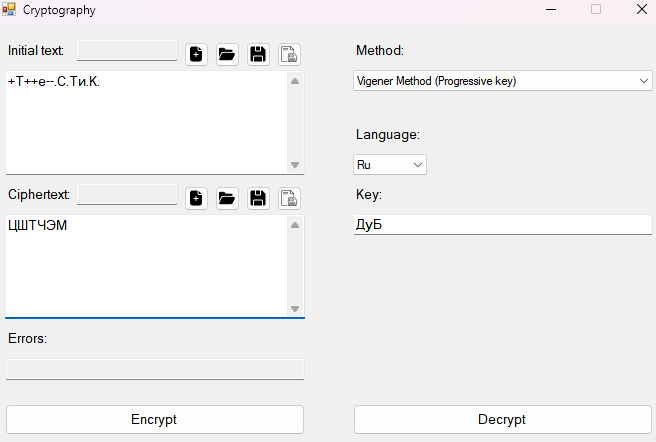 Cryptography
Initial text:
+Т++е--.С.Ти.К.
Ciphertext:
ЦШТЧЭМ
Errors:
Encrypt
Method:
Vigener Method (Progressive key)
Language:
Ru
Key:
ДуБ
Decrypt